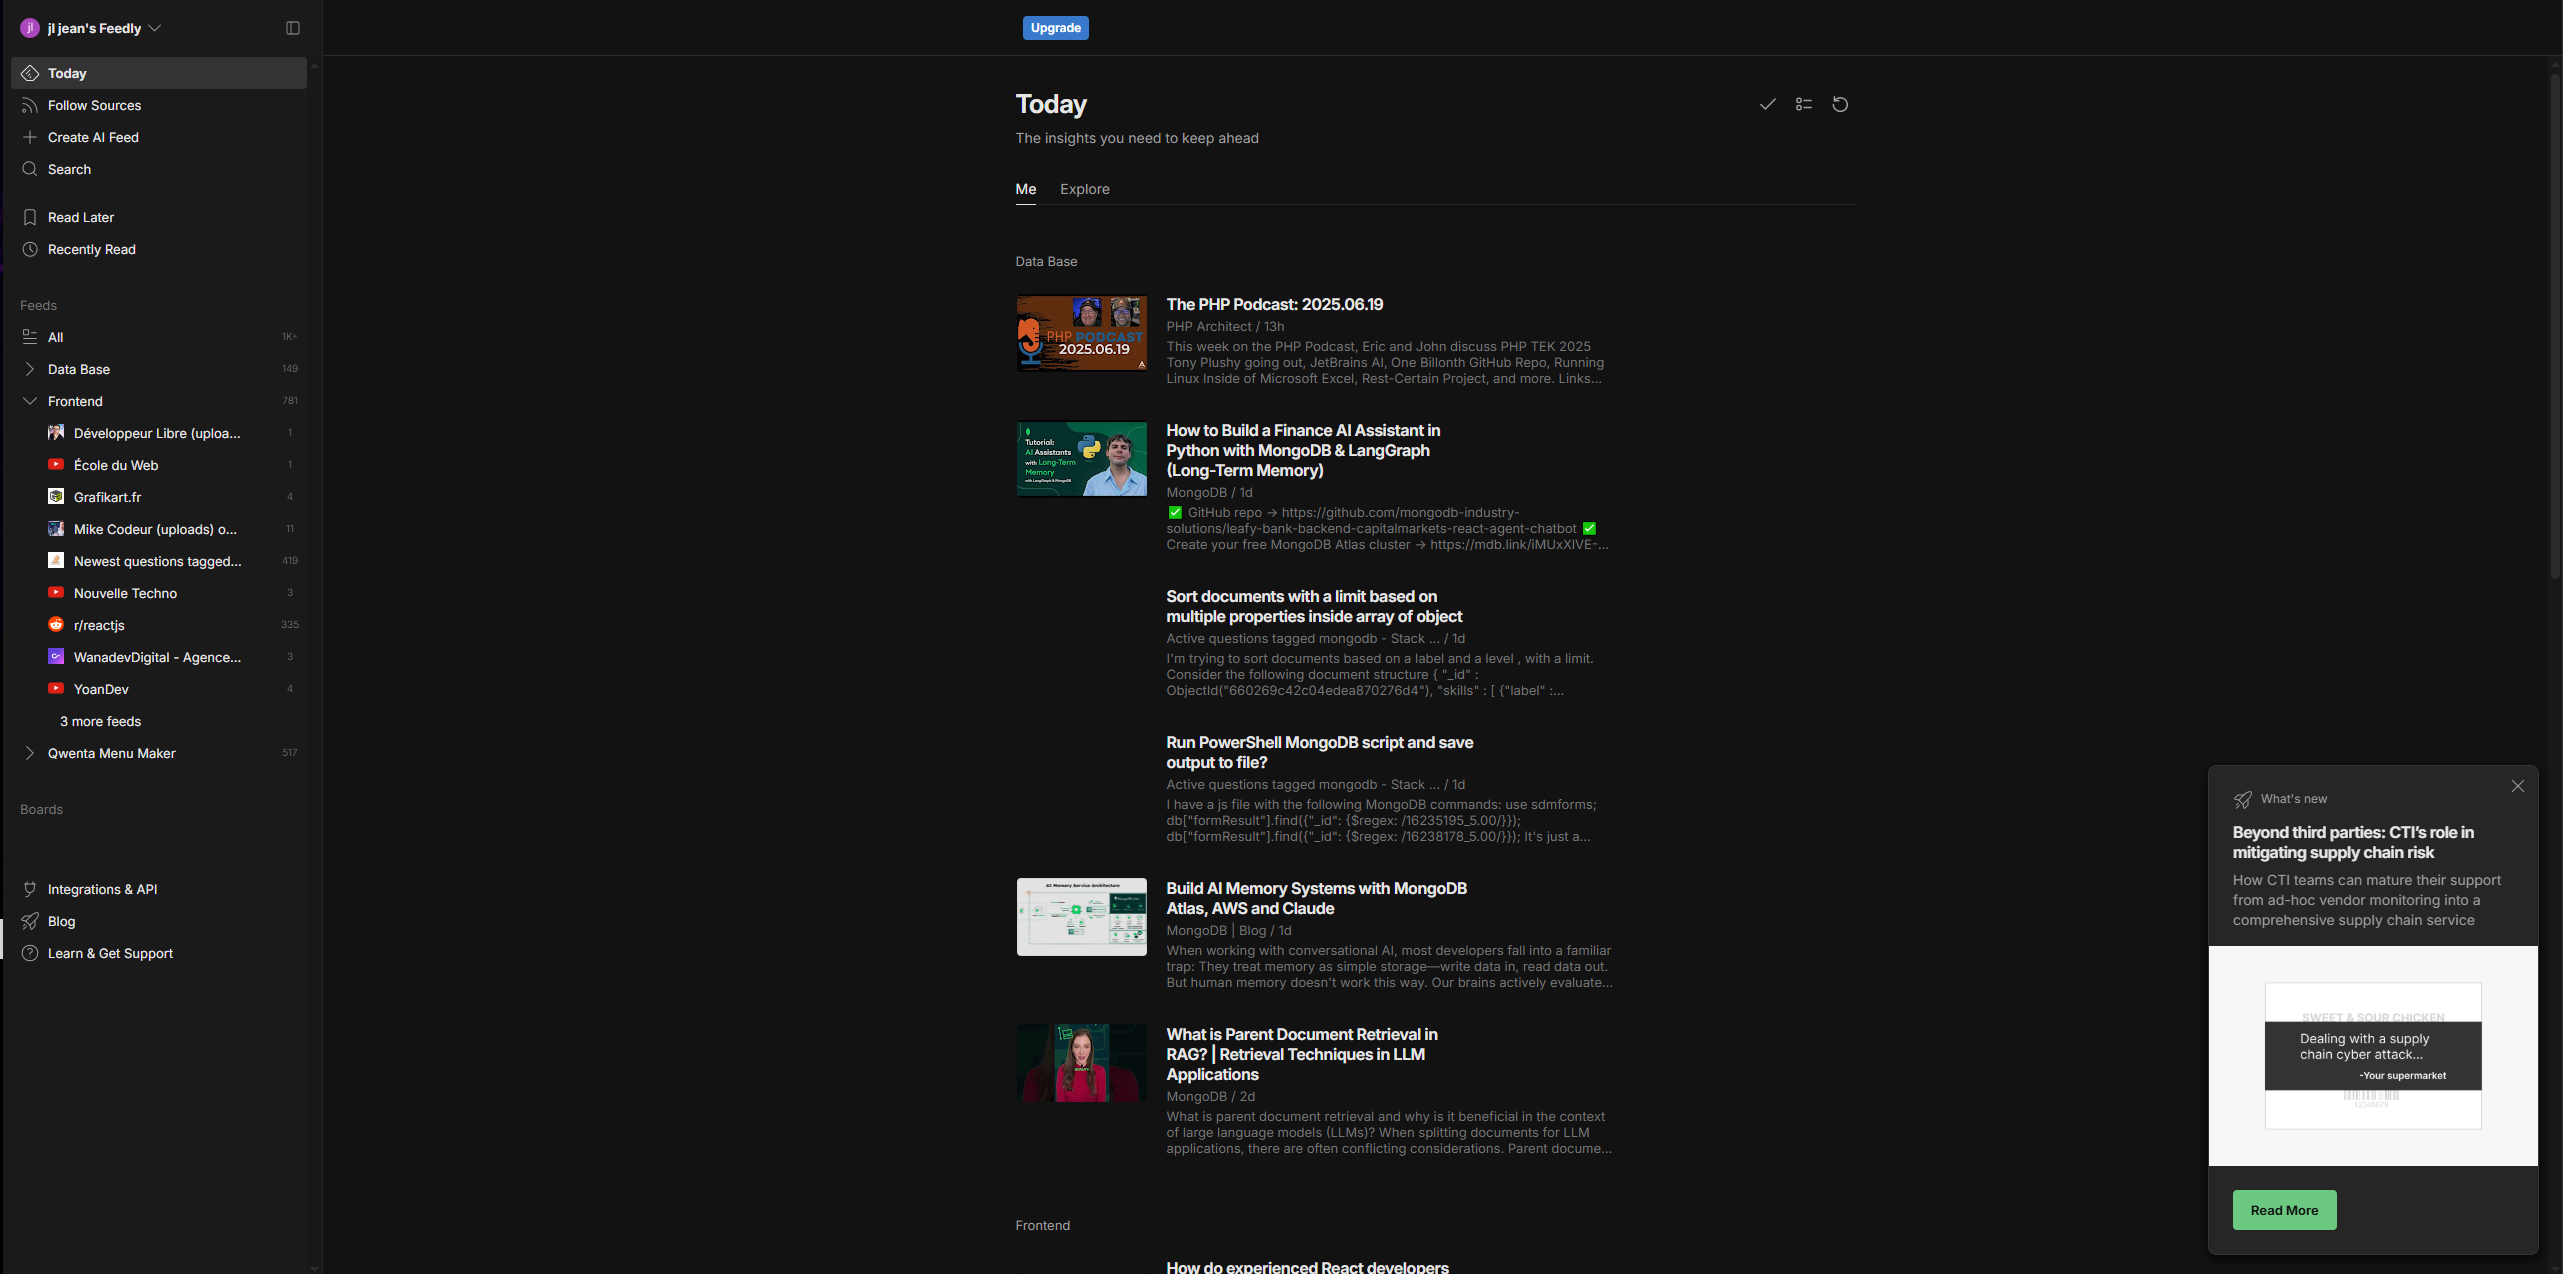 jl jean's Feedly
Today
Follow Sources
Create AI Feed
Search
Read Later
Recently Read
Feeds
All 1K+
Data Base 149
Frontend 781
Développeur Libre (uploa... 1
École du Web 1
Grafikart.fr 4
Mike Codeur (uploads) o... 11
Newest questions tagged... 419
Nouvelle Techno 3
r/reactjs 335
WanadevDigital - Agence... 3
YoanDev 4
3 more feeds
Qwenta Menu Maker 517
Boards
Integrations & API
Blog
Learn & Get Support
Upgrade
Today
The insights you need to keep ahead
Me Explore
Data Base
PHP PODCAST
2025.06.19
The PHP Podcast: 2025.06.19
PHP Architect / 13h
This week on the PHP Podcast, Eric and John discuss PHP TEK 2025
Tony Plushy going out, JetBrains AI, One Billonth GitHub Repo, Running
Linux Inside of Microsoft Excel, Rest-Certain Project, and more. Links...
Tutorial:
AI Assistants
with Long-Term
Memory
with LangGraph & MongoDB
How to Build a Finance AI Assistant in
Python with MongoDB & LangGraph
(Long-Term Memory)
MongoDB / 1d
✅ GitHub repo → https://github.com/mongodb-industry-
solutions/leafy-bank-backend-capitalmarkets-react-agent-chatbot ✅
Create your free MongoDB Atlas cluster → https://mdb.link/iMUxXIVE-...
Sort documents with a limit based on
multiple properties inside array of object
Active questions tagged mongodb - Stack ... / 1d
I'm trying to sort documents based on a label and a level , with a limit.
Consider the following document structure { "_id" :
ObjectId("660269c42c04edea870276d4"), "skills" : [ {"label" :...
Run PowerShell MongoDB script and save
output to file?
Active questions tagged mongodb - Stack ... / 1d
I have a js file with the following MongoDB commands: use sdmforms;
db["formResult"].find({"_id": {$regex: /16235195_5.00/}});
db["formResult"].find({"_id": {$regex: /16238178_5.00/}}); It's just a...
AI Memory Service Architecture
Build AI Memory Systems with MongoDB
Atlas, AWS and Claude
MongoDB | Blog / 1d
When working with conversational AI, most developers fall into a familiar
trap: They treat memory as simple storage—write data in, read data out.
But human memory doesn't work this way. Our brains actively evaluate...
QUALITY
What is Parent Document Retrieval in
RAG? | Retrieval Techniques in LLM
Applications
MongoDB / 2d
What is parent document retrieval and why is it beneficial in the context
of large language models (LLMs)? When splitting documents for LLM
applications, there are often conflicting considerations. Parent docume...
Frontend
How do experienced React developers
What's new
Beyond third parties: CTI's role in
mitigating supply chain risk
How CTI teams can mature their support
from ad-hoc vendor monitoring into a
comprehensive supply chain service
SWEET & SOUR CHICKEN
Dealing with a supply
chain cyber attack...
-Your supermarket
12345678
Read More